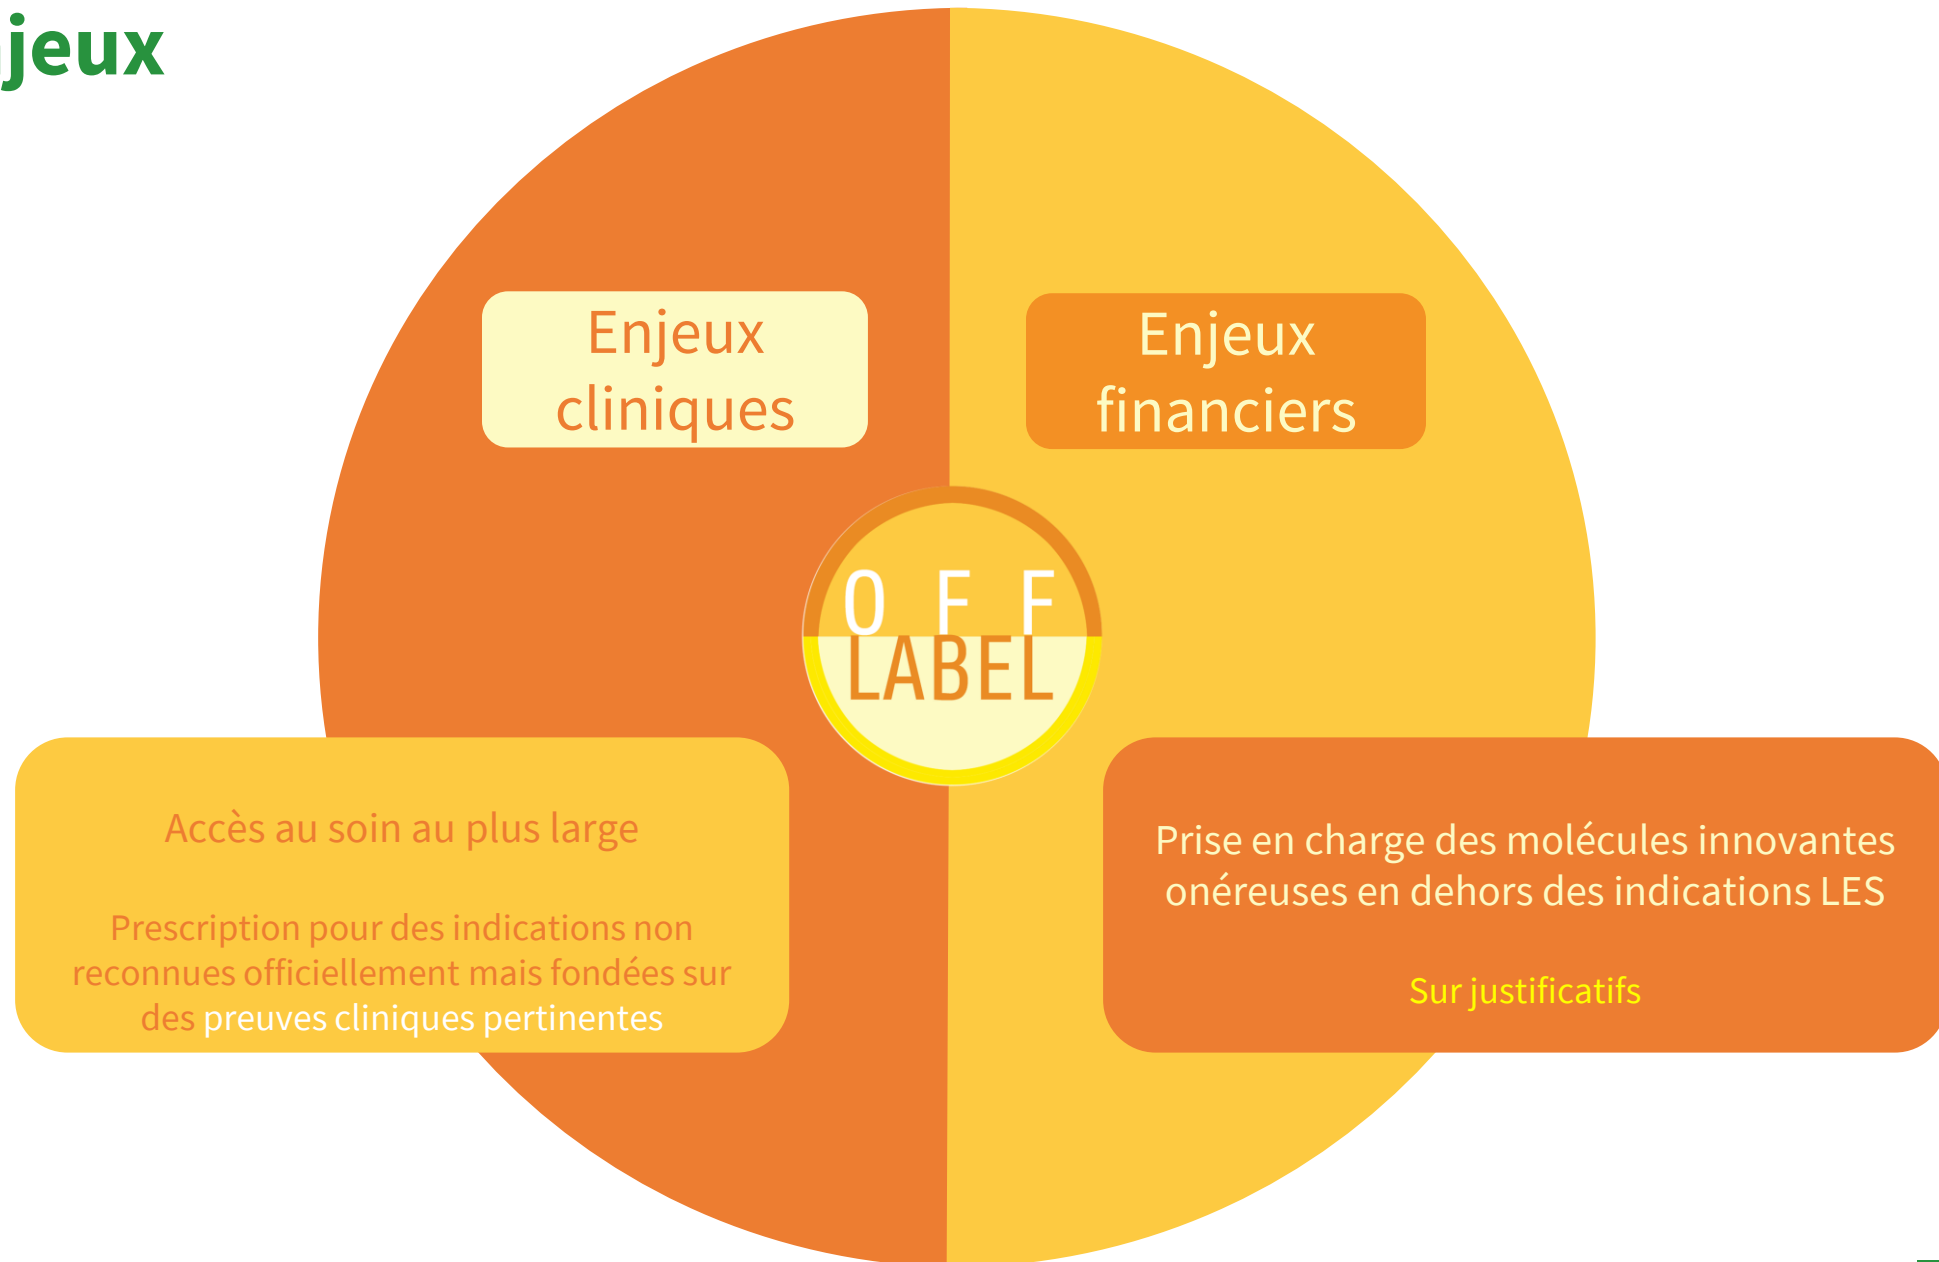 jeux
Enjeux
cliniques
Enjeux
financiers
OFF
LABEL
Accès au soin au plus large
Prescription pour des indications non
reconnues officiellement mais fondées sur
des preuves cliniques pertinentes
Prise en charge des molécules innovantes
onéreuses en dehors des indications LES
Sur justificatifs